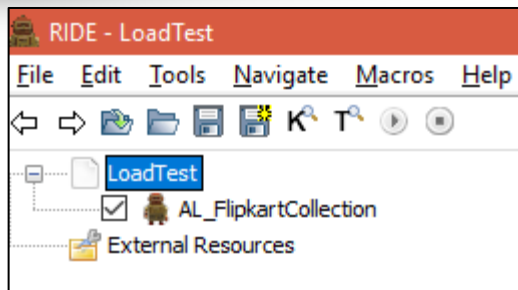 RIDE - LoadTest
File Edit Tools Navigate Macros Help
K T
LoadTest
AL_FlipkartCollection
External Resources